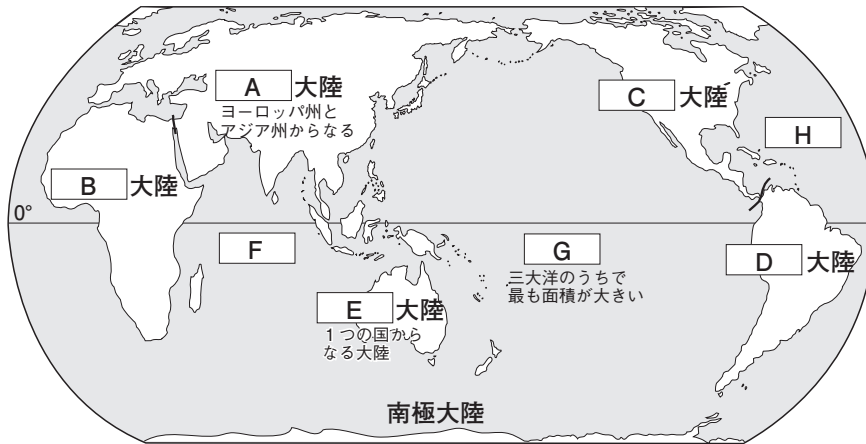 A 大陸
ヨーロッパ州と
アジア州からなる
C 大陸
H
B 大陸
0°
F
G
三大洋のうちで
最も面積が大きい
D 大陸
E 大陸
1つの国から
なる大陸
南極大陸